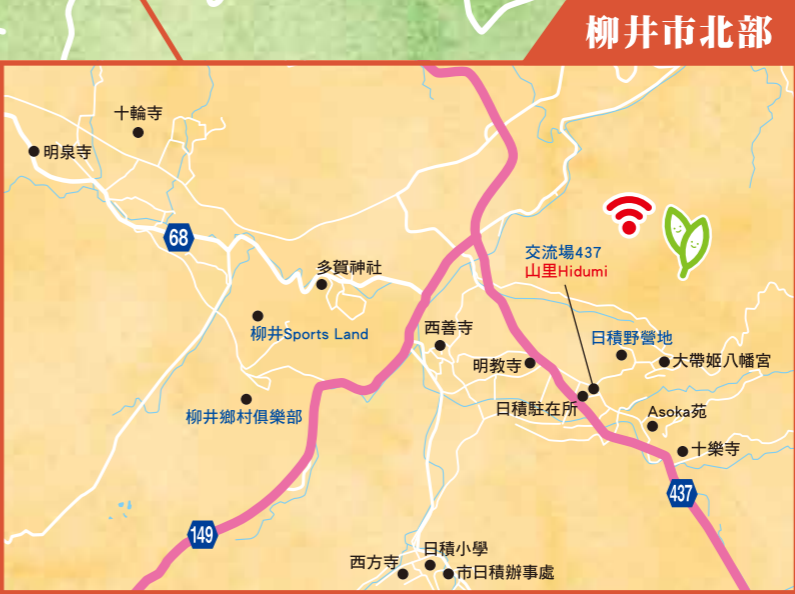 柳井市北部
十輪寺
明泉寺
68
多賀神社
柳井Sports Land
柳井鄉村俱樂部
149
西善寺
明教寺
交流場437
山里Hidumi
日積野營地
大帶姬八幡宮
日積駐在所
Asoka苑
十樂寺
437
西方寺
日積小學
市日積辦事處